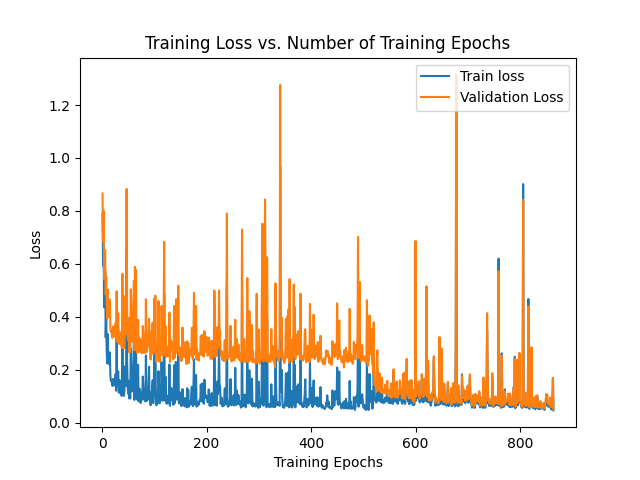 Training Loss vs. Number of Training Epochs
Train loss
Validation Loss
1.2
1.0
0.8
0.6
0.4
0.2
0.0
Loss
0
200
400
600
800
Training Epochs